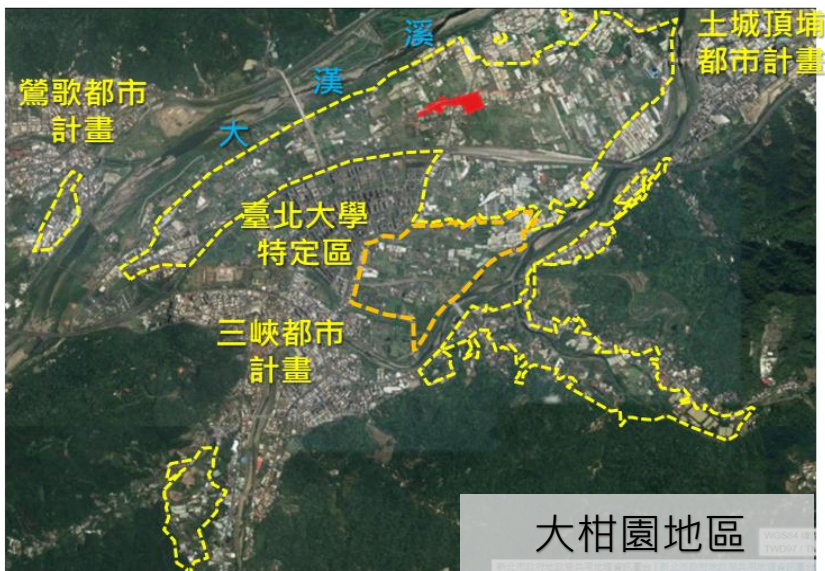 土城頂埔
都市計畫
鶯歌都市
計畫
大漢溪
臺北大學
特定區
三峽都市
計畫
大柑園地區